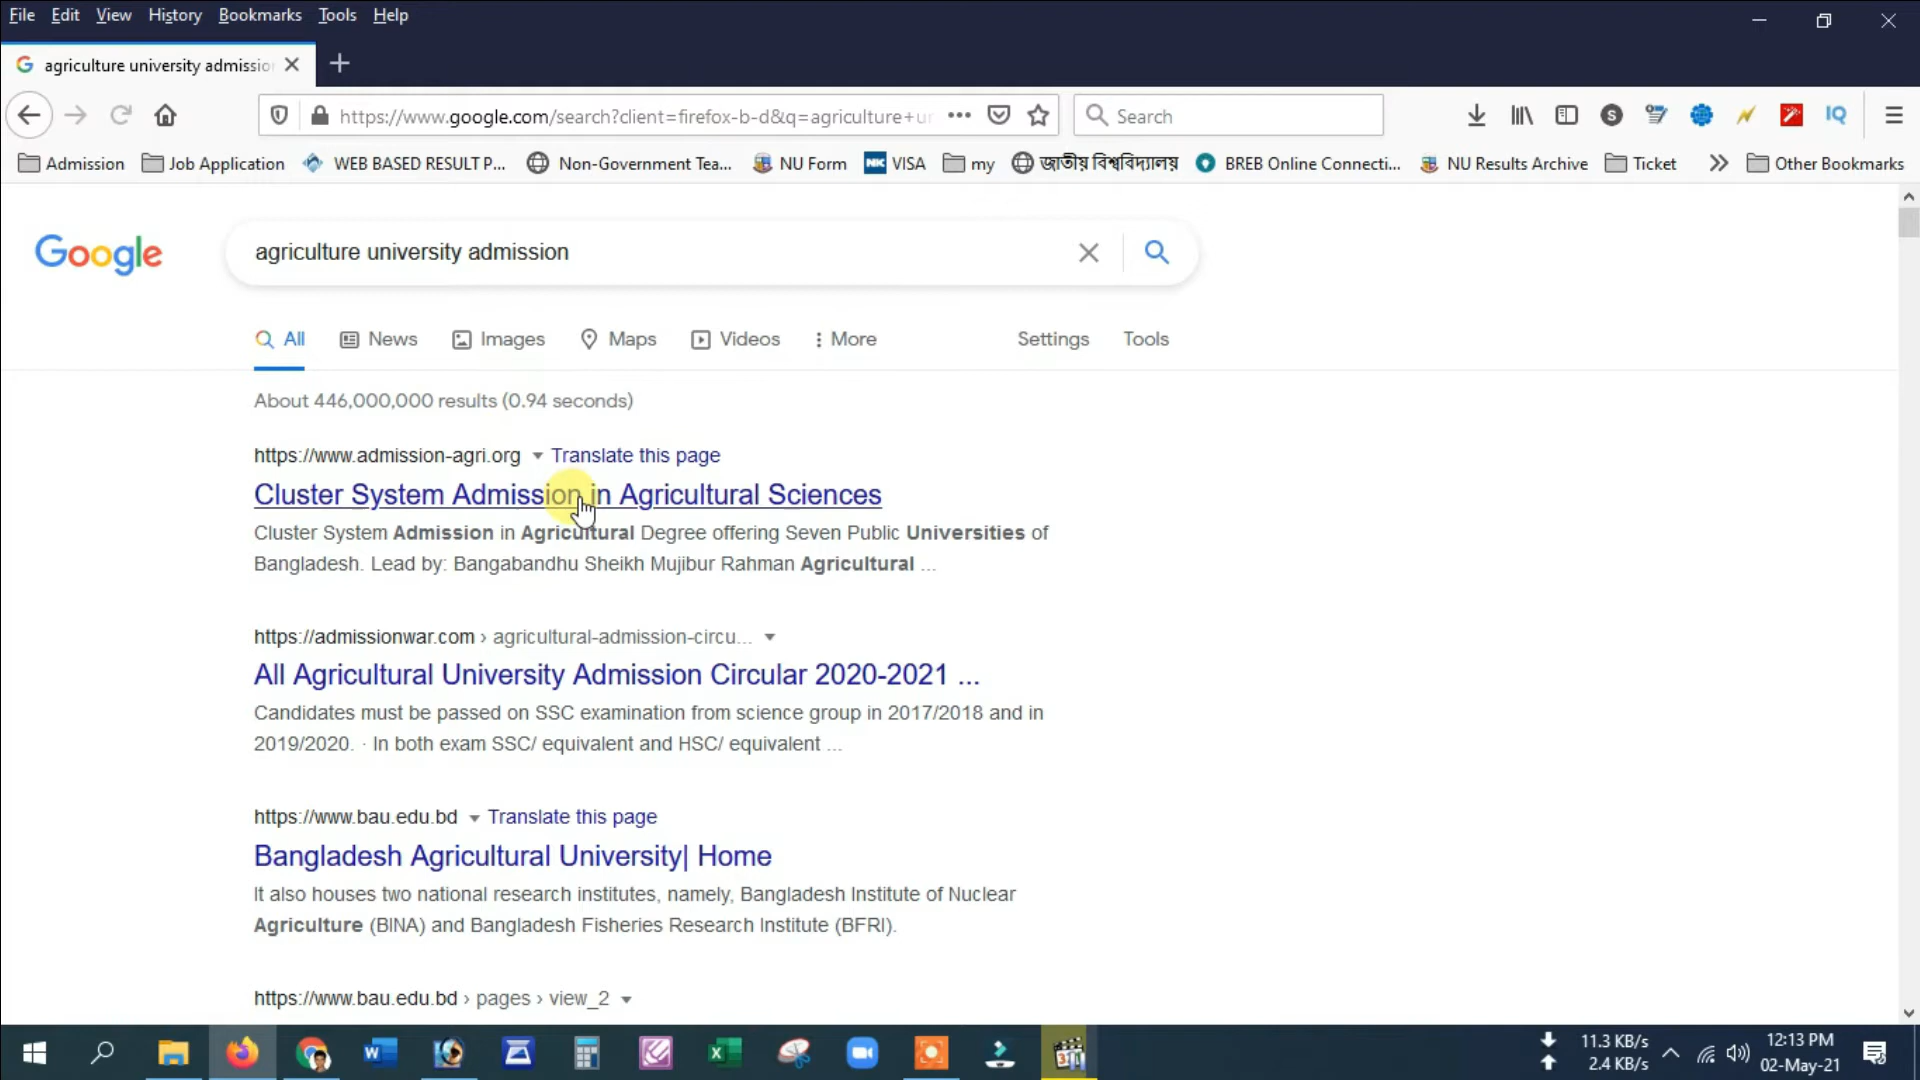 File Edit View History Bookmarks Tools Help
agriculture university admissio
https://www.google.com/search?client=firefox-b-d&q=agriculture+ur
Search
S
IQ
Admission Job Application WEB BASED RESULT P... Non-Government Tea... NU Form NK VISA my জাতীয় বিশ্ববিদ্যালয় BREB Online Connecti... NU Results Archive Ticket Other Bookmarks
Google
agriculture university admission
All News Images Maps Videos More Settings Tools
About 446,000,000 results (0.94 seconds)
https://www.admission-agri.org Translate this page
Cluster System Admission in Agricultural Sciences
Cluster System Admission in Agricultural Degree offering Seven Public Universities of
Bangladesh. Lead by: Bangabandhu Sheikh Mujibur Rahman Agricultural ...
https://admissionwar.com › agricultural-admission-circu...
All Agricultural University Admission Circular 2020-2021 ...
Candidates must be passed on SSC examination from science group in 2017/2018 and in
2019/2020. · In both exam SSC/ equivalent and HSC/ equivalent ...
https://www.bau.edu.bd Translate this page
Bangladesh Agricultural University| Home
It also houses two national research institutes, namely, Bangladesh Institute of Nuclear
Agriculture (BINA) and Bangladesh Fisheries Research Institute (BFRI).
https://www.bau.edu.bd › pages › view_2
11.3 KB/s 12:13 PM
2.4 KB/s 02-May-21